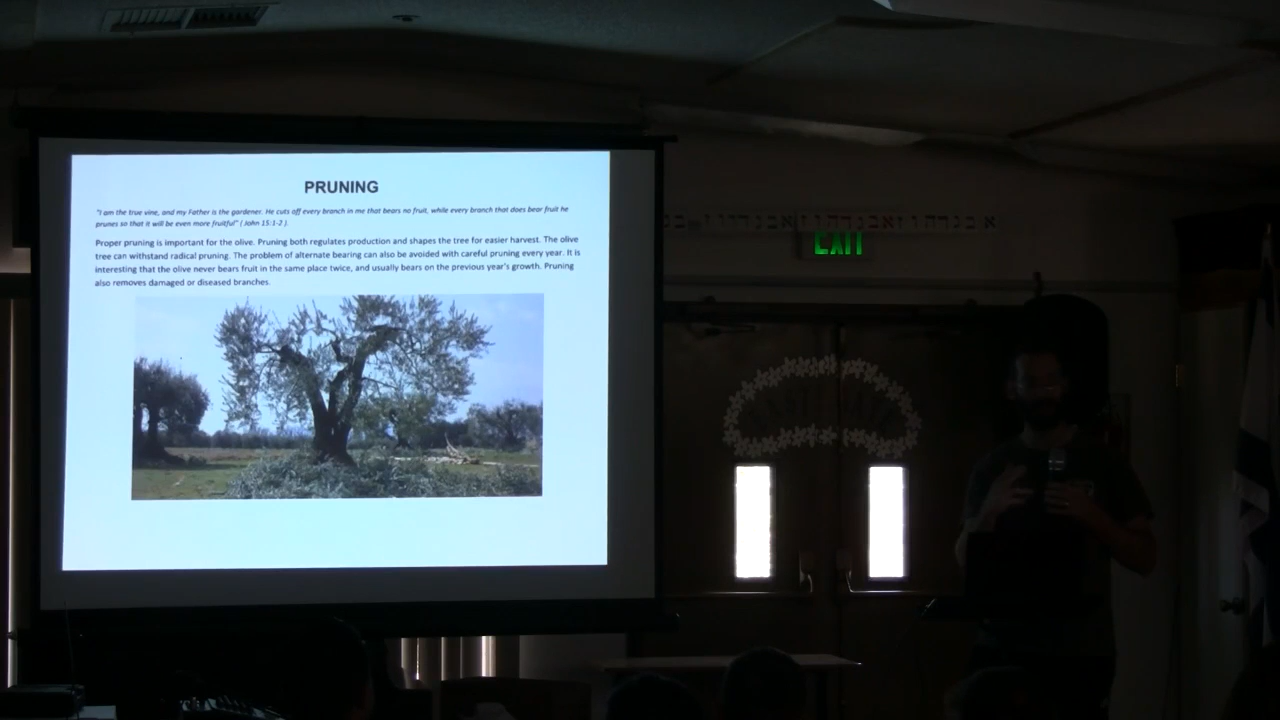 PRUNING
"I am the true vine, and my Father is the gardener. He cuts off every branch in me that bears no fruit, while every branch that does bear fruit he
prunes so that it will be even more fruitful" ( John 15:1-2 ).
Proper pruning is important for the olive. Pruning both regulates production and shapes the tree for easier harvest. The olive
tree can withstand radical pruning. The problem of alternate bearing can also be avoided with careful pruning every year. It is
interesting that the olive never bears fruit in the same place twice, and usually bears on the previous year's growth. Pruning
also removes damaged or diseased branches.
EXIT